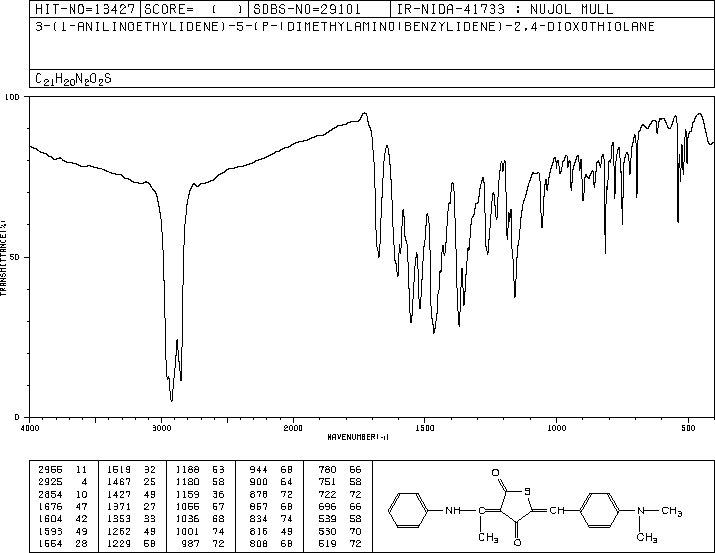 HIT-NO=13427 SCORE= ( ) SDBS-NO=29101 IR-NIDA-41733 : NUJOL MULL
3-(1-ANILINOETHYLIDENE)-5-(P-(DIMETHYLAMINO)BENZYLIDENE)-2,4-DIOXOTHIOLANE
C21H20N2O2S
100
50
0
TRANSMITTANCE(%)
4000 3000 2000 1500 1000 500
WAVENUMBER(-1)
2955 11 1519 32 1188 53 944 68 780 66
2925 4 1467 25 1180 58 900 64 751 58
2854 10 1427 49 1159 36 878 72 722 72
1676 47 1371 27 1055 57 857 68 696 66
1604 42 1353 33 1036 68 834 74 539 58
1593 49 1262 49 1001 74 816 49 530 70
1554 28 1229 58 987 72 808 68 519 72
O
S
NH C C CH N CH3
CH3 O CH3